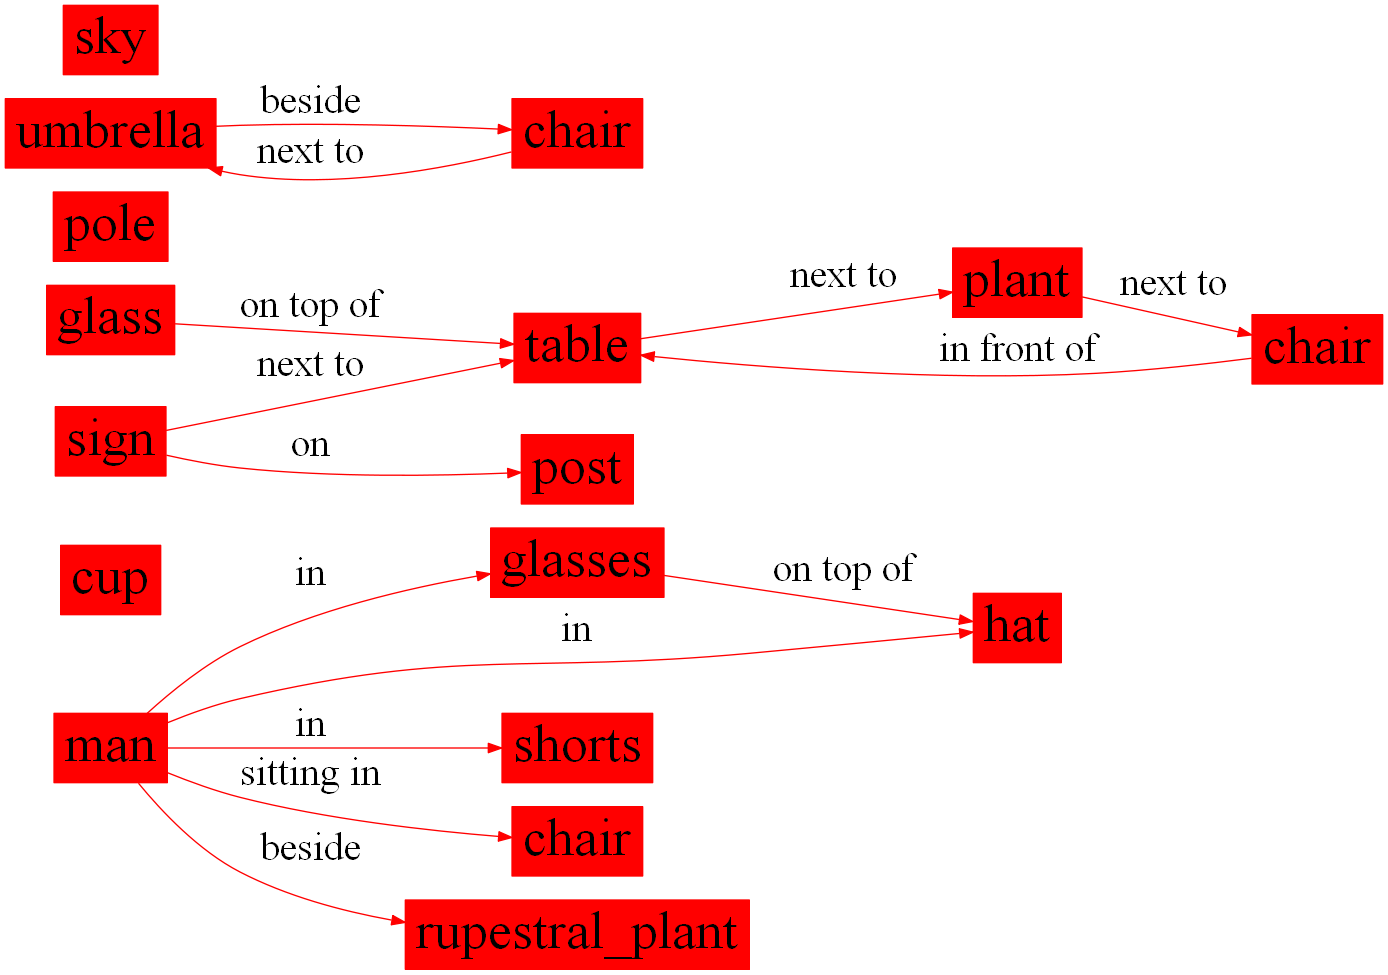 sky
umbrella
beside
chair
next to
pole
glass
on top of
table
next to
plant
next to
chair
in front of
sign
next to
on
post
cup
man
in
glasses
on top of
hat
in
in
shorts
sitting in
chair
beside
rupestral_plant